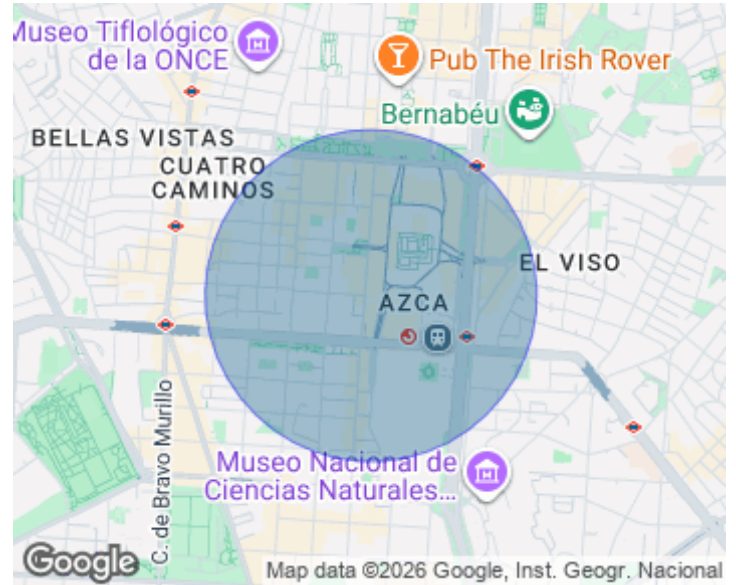 Museo Tiflológico
de la ONCE
Pub The Irish Rover
Bernabéu
BELLAS VISTAS
CUATRO
CAMINOS
EL VISO
AZCA
C. de Bravo Murillo
Museo Nacional de
Ciencias Naturales...
Google
Map data ©2026 Google, Inst. Geogr. Nacional